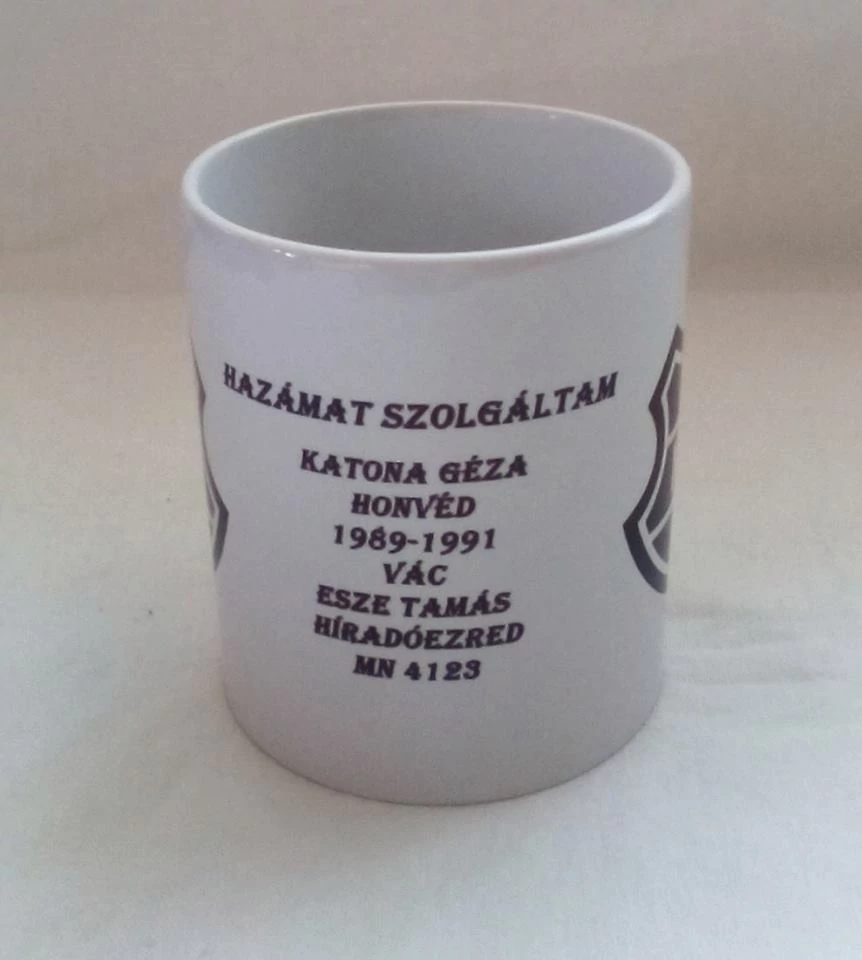 HAZÁMAT SZOLGÁLTAM
KATONA GÉZA
HONVÉD
1989-1991
VÁC
ESZE TAMÁS
HÍRADÓEZRED
MN 4123